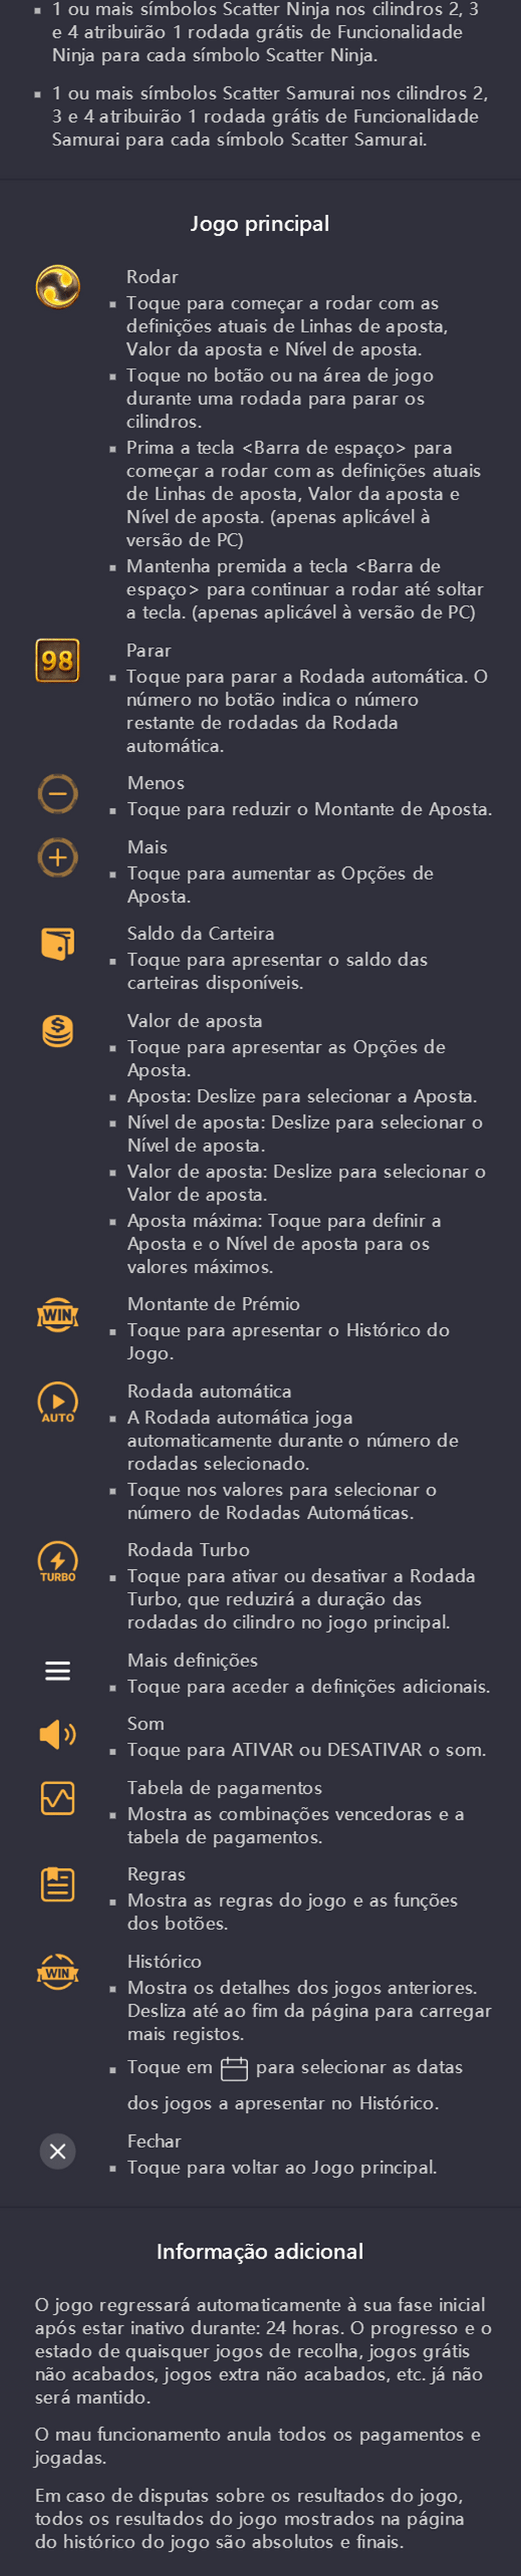 1 ou mais símbolos Scatter Ninja nos cilindros 2, 3
e 4 atribuirão 1 rodada grátis de Funcionalidade
Ninja para cada símbolo Scatter Ninja.
1 ou mais símbolos Scatter Samurai nos cilindros 2,
3 e 4 atribuirão 1 rodada grátis de Funcionalidade
Samurai para cada símbolo Scatter Samurai.
Jogo principal
Rodar
Toque para começar a rodar com as
definições atuais de Linhas de aposta,
Valor da aposta e Nível de aposta.
Toque no botão ou na área de jogo
durante uma rodada para parar os
cilindros.
Prima a tecla <Barra de espaço> para
começar a rodar com as definições atuais
de Linhas de aposta, Valor da aposta e
Nível de aposta. (apenas aplicável à
versão de PC)
Mantenha premida a tecla <Barra de
espaço> para continuar a rodar até soltar
a tecla. (apenas aplicável à versão de PC)
98
Parar
Toque para parar a Rodada automática. O
número no botão indica o número
restante de rodadas da Rodada
automática.
Menos
Toque para reduzir o Montante de Aposta.
Mais
Toque para aumentar as Opções de
Aposta.
Saldo da Carteira
Toque para apresentar o saldo das
carteiras disponíveis.
Valor de aposta
Toque para apresentar as Opções de
Aposta.
Aposta: Deslize para selecionar a Aposta.
Nível de aposta: Deslize para selecionar o
Nível de aposta.
Valor de aposta: Deslize para selecionar o
Valor de aposta.
Aposta máxima: Toque para definir a
Aposta e o Nível de aposta para os
valores máximos.
WIN
Montante de Prémio
Toque para apresentar o Histórico do
Jogo.
AUTO
Rodada automática
A Rodada automática joga
automaticamente durante o número de
rodadas selecionado.
Toque nos valores para selecionar o
número de Rodadas Automáticas.
TURBO
Rodada Turbo
Toque para ativar ou desativar a Rodada
Turbo, que reduzirá a duração das
rodadas do cilindro no jogo principal.
Mais definições
Toque para aceder a definições adicionais.
Som
Toque para ATIVAR ou DESATIVAR o som.
Tabela de pagamentos
Mostra as combinações vencedoras e a
tabela de pagamentos.
Regras
Mostra as regras do jogo e as funções
dos botões.
WIN
Histórico
Mostra os detalhes dos jogos anteriores.
Desliza até ao fim da página para carregar
mais registos.
Toque em para selecionar as datas
dos jogos a apresentar no Histórico.
Fechar
Toque para voltar ao Jogo principal.
Informação adicional
O jogo regressará automaticamente à sua fase inicial
após estar inativo durante: 24 horas. O progresso e o
estado de quaisquer jogos de recolha, jogos grátis
não acabados, jogos extra não acabados, etc. já não
será mantido.
O mau funcionamento anula todos os pagamentos e
jogadas.
Em caso de disputas sobre os resultados do jogo,
todos os resultados do jogo mostrados na página
do histórico do jogo são absolutos e finais.